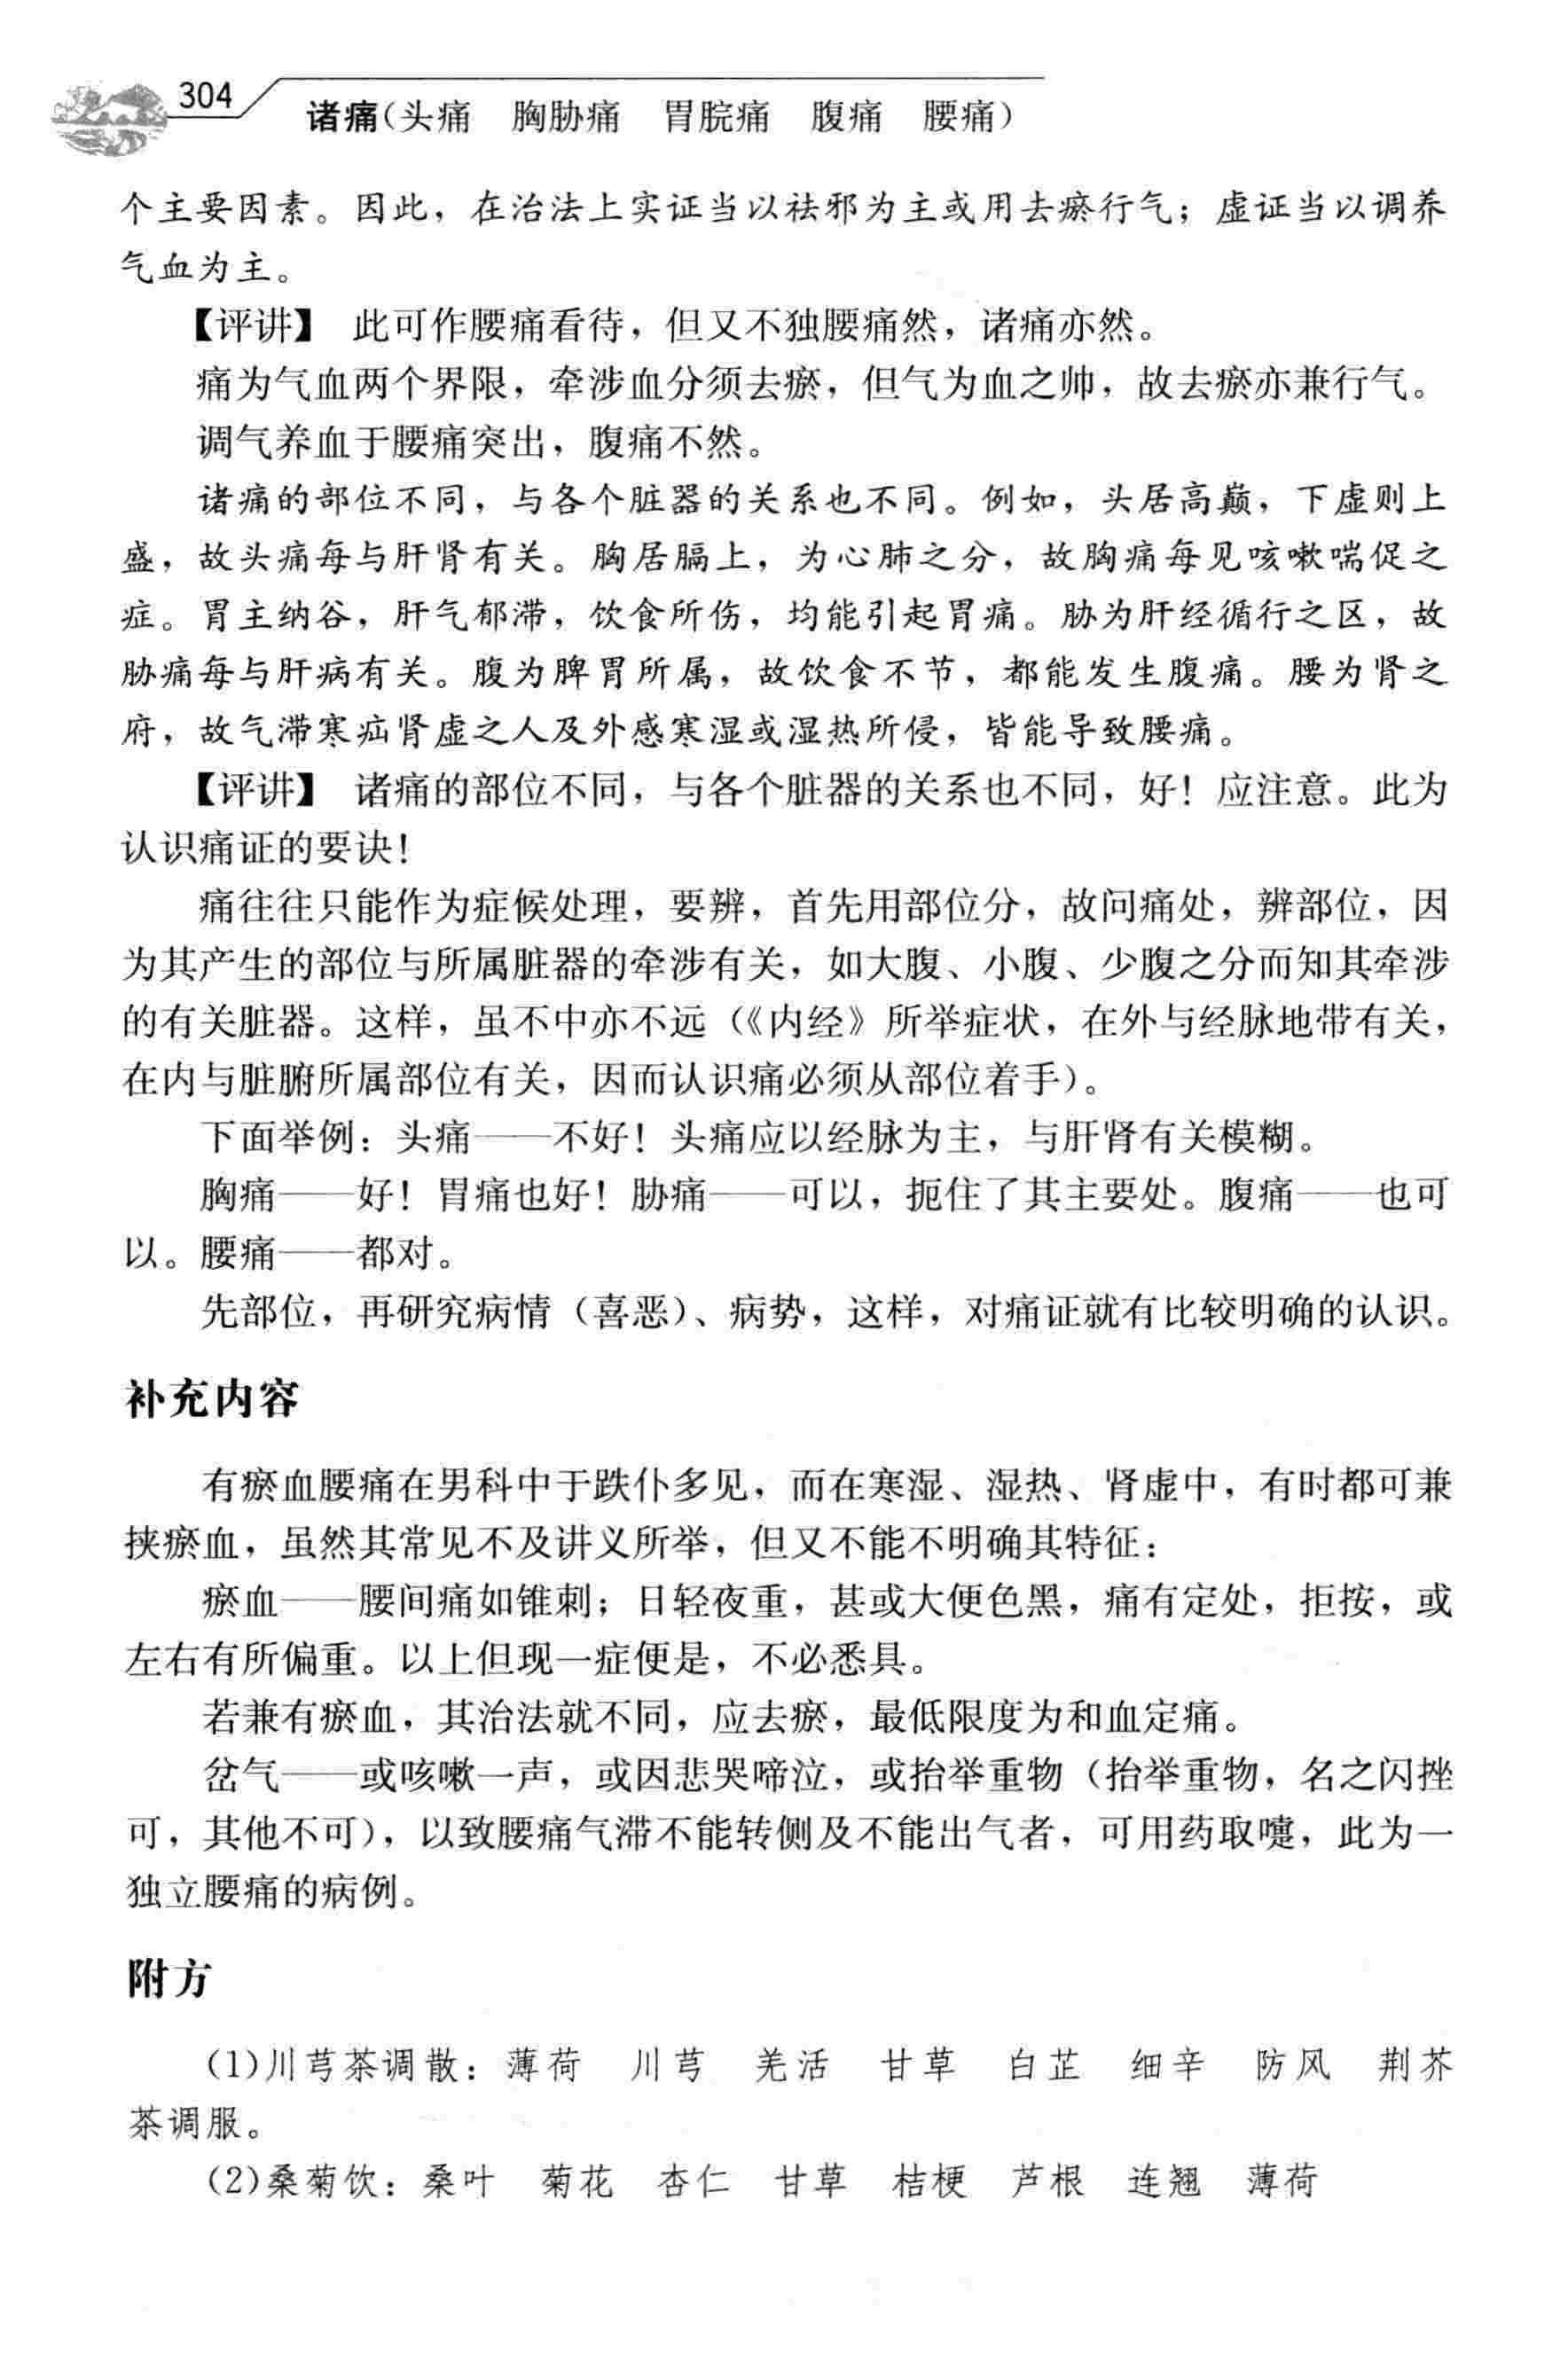 304
诸痛(头痛　胸胁痛　胃脘痛　腹痛　腰痛)
个主要因素。因此，在治法上实证当以祛邪为主或用去瘀行气；虚证当以调养
气血为主。
【评讲】　此可作腰痛看待，但又不独腰痛然，诸痛亦然。
痛为气血两个界限，牵涉血分须去瘀，但气为血之帅，故去瘀亦兼行气。
调气养血于腰痛突出，腹痛不然。
诸痛的部位不同，与各个脏器的关系也不同。例如，头居高巅，下虚则上
盛，故头痛每与肝肾有关。胸居膈上，为心肺之分，故胸痛每见咳嗽喘促之
症。胃主纳谷，肝气郁滞，饮食所伤，均能引起胃痛。胁为肝经循行之区，故
胁痛每与肝病有关。腹为脾胃所属，故饮食不节，都能发生腹痛。腰为肾之
府，故气滞寒疝肾虚之人及外感寒湿或湿热所侵，皆能导致腰痛。
【评讲】　诸痛的部位不同，与各个脏器的关系也不同，好！应注意。此为
认识痛证的要诀！
痛往往只能作为症候处理，要辨，首先用部位分，故问痛处，辨部位，因
为其产生的部位与所属脏器的牵涉有关，如大腹、小腹、少腹之分而知其牵涉
的有关脏器。这样，虽不中亦不远（《内经》所举症状，在外与经脉地带有关，
在内与脏腑所属部位有关，因而认识痛必须从部位着手）。
下面举例：头痛——不好！头痛应以经脉为主，与肝肾有关模糊。
胸痛——好！胃痛也好！胁痛——可以，扼住了其主要处。腹痛——也可
以。腰痛——都对。
先部位，再研究病情（喜恶）、病势，这样，对痛证就有比较明确的认识。
补充内容
有瘀血腰痛在男科中于跌仆多见，而在寒湿、湿热、肾虚中，有时都可兼
挟瘀血，虽然其常见不及讲义所举，但又不能不明确其特征：
瘀血——腰间痛如锥刺；日轻夜重，甚或大便色黑，痛有定处，拒按，或
左右有所偏重。以上但现一症便是，不必悉具。
若兼有瘀血，其治法就不同，应去瘀，最低限度为和血定痛。
岔气——或咳嗽一声，或因悲哭啼泣，或抬举重物（抬举重物，名之闪挫
可，其他不可），以致腰痛气滞不能转侧及不能出气者，可用药取嚏，此为一
独立腰痛的病例。
附方
(1)川芎茶调散：薄荷　川芎　羌活　甘草　白芷　细辛　防风　荆芥
茶调服。
(2)桑菊饮：桑叶　菊花　杏仁　甘草　桔梗　芦根　连翘　薄荷